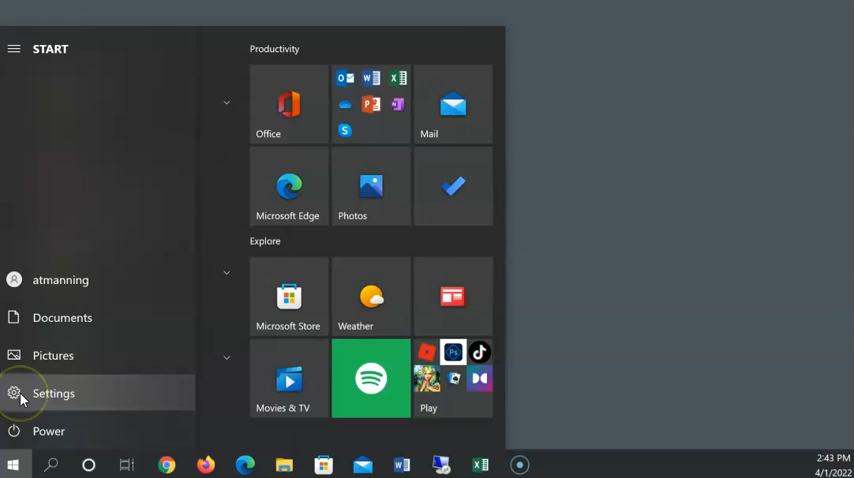 START
Productivity
Office
Mail
Microsoft Edge
Photos
Explore
Microsoft Store
Weather
Movies & TV
Play
atmanning
Documents
Pictures
Settings
Power
2:43 PM
4/1/2022